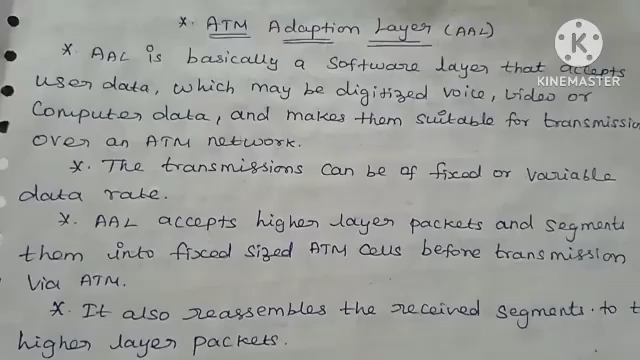 * ATM Adaption Layer (AAL)
* AAL is basically a software layer that accepts
user data, which may be digitized voice, video or
Computer data, and makes them suitable for transmissio
over an ATM network.
* The transmissions can be of fixed or variable
data rate.
* AAL accepts higher layer packets and segments
them into fixed sized ATM cells before transmission
via ATM.
* It also reassembles the received segments to t
higher layer packets.
K
KINEMASTER